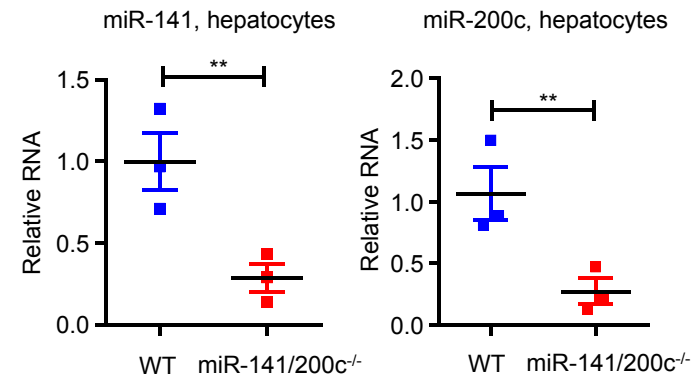 miR-141, hepatocytes
Relative RNA
1.5
1.0
0.5
0.0
**
WT miR-141/200c-/-
miR-200c, hepatocytes
Relative RNA
2.0
1.5
1.0
0.5
0.0
**
WT miR-141/200c-/-